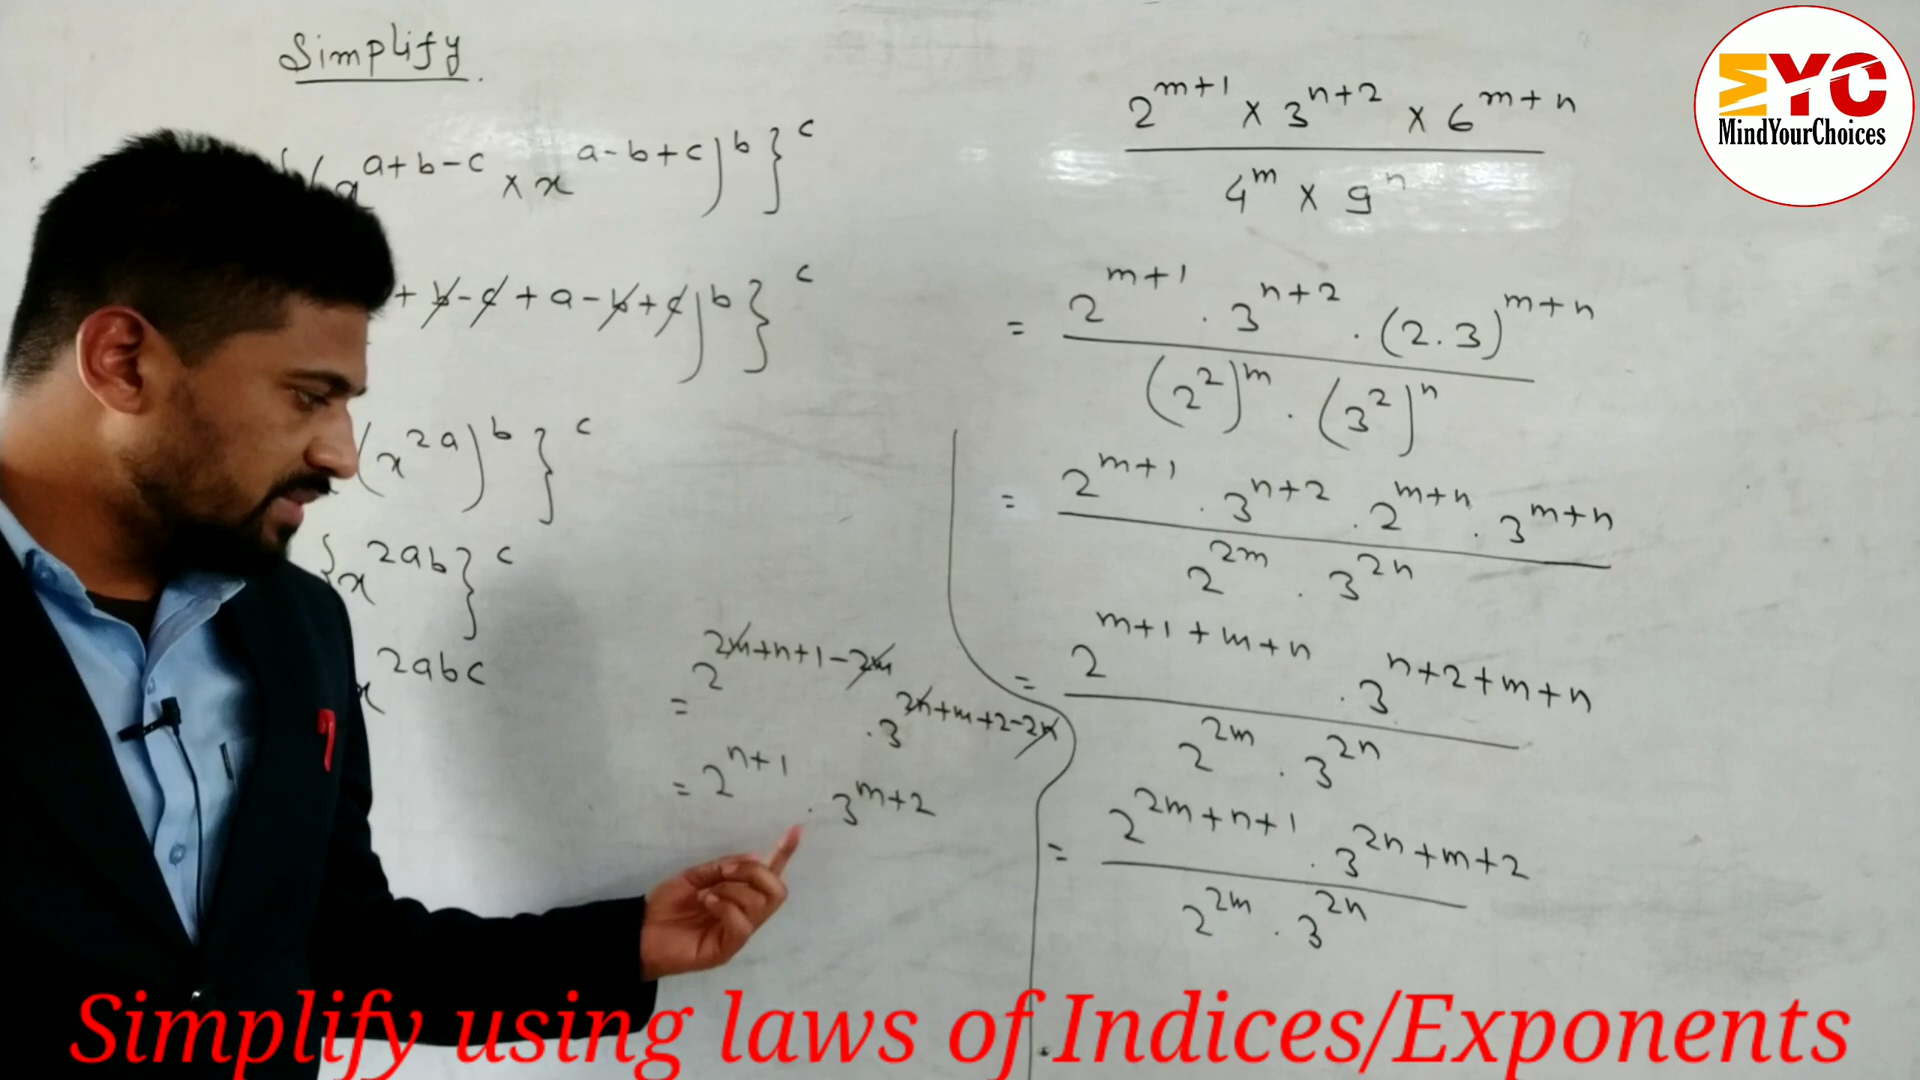 Simplify.
x^{a+b-c} × x^{a-b+c})^b}^c
+ b - c + a - b + c)^b}^c
(x^{2a})^b}^c
{x^{2ab}}^c
x^{2abc}
2^{m+1} × 3^{n+2} × 6^{m+n}
4^m × 9^n
= 2^{m+1} . 3^{n+2} . (2.3)^{m+n}
(2^2)^m . (3^2)^n
= 2^{m+1} . 3^{n+2} . 2^{m+n} . 3^{m+n}
2^{2m} . 3^{2n}
= 2^{m+1+m+n} . 3^{n+2+m+n}
2^{2m} . 3^{2n}
= 2^{2m+n+1} . 3^{2n+m+2}
2^{2m} . 3^{2n}
= 2^{2m+n+1-2m}
. 3^{2n+m+2-2n}
= 2^{n+1} . 3^{m+2}
MYC
MindYourChoices
Simplify using laws of Indices/Exponents